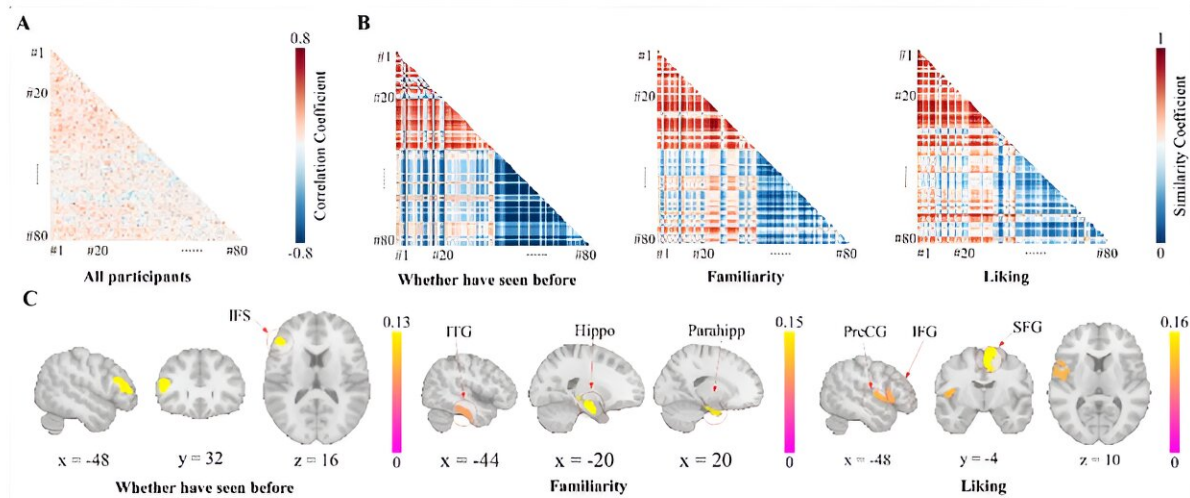 A
B
0.8
1
#1
#1
#1
#1
#20
#20
#20
#20
Correlation Coefficient
Similarity Coefficient
......
......
......
......
#80
#80
#80
#80
-0.8
0
#1 #20 ...... #80
#1 #20 ...... #80
#1 #20 ...... #80
#1 #20 ...... #80
All participants
Whether have seen before
Familiarity
Liking
C
IFS
0.13
ITG
Hippo
Parahipp
0.15
PreCG
IFG
SFG
0.16
0
0
0
x = -48
y = 32
z = 16
x = -44
x = -20
x = 20
x = -48
y = -4
z = 10
Whether have seen before
Familiarity
Liking